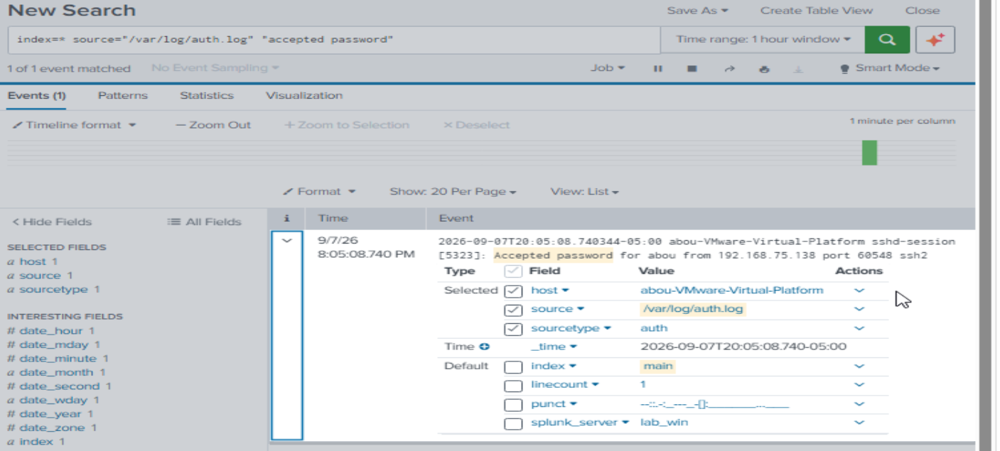 New Search
Save As Create Table View Close
index=* source="/var/log/auth.log" "accepted password"
Time range: 1 hour window
1 of 1 event matched No Event Sampling
Job Smart Mode
Events (1) Patterns Statistics Visualization
Timeline format — Zoom Out + Zoom to Selection × Deselect
1 minute per column
Format Show: 20 Per Page View: List
< Hide Fields All Fields
i Time Event
SELECTED FIELDS
a host 1
a source 1
a sourcetype 1
INTERESTING FIELDS
# date_hour 1
# date_mday 1
# date_minute 1
a date_month 1
# date_second 1
a date_wday 1
# date_year 1
# date_zone 1
a index 1
9/7/26
8:05:08.740 PM
2026-09-07T20:05:08.740344-05:00 abou-VMware-Virtual-Platform sshd-session
[5323]: Accepted password for abou from 192.168.75.138 port 60548 ssh2
Type Field Value Actions
Selected host abou-VMware-Virtual-Platform
source /var/log/auth.log
sourcetype auth
Time _time 2026-09-07T20:05:08.740-05:00
Default index main
linecount 1
punct
splunk_server lab_win